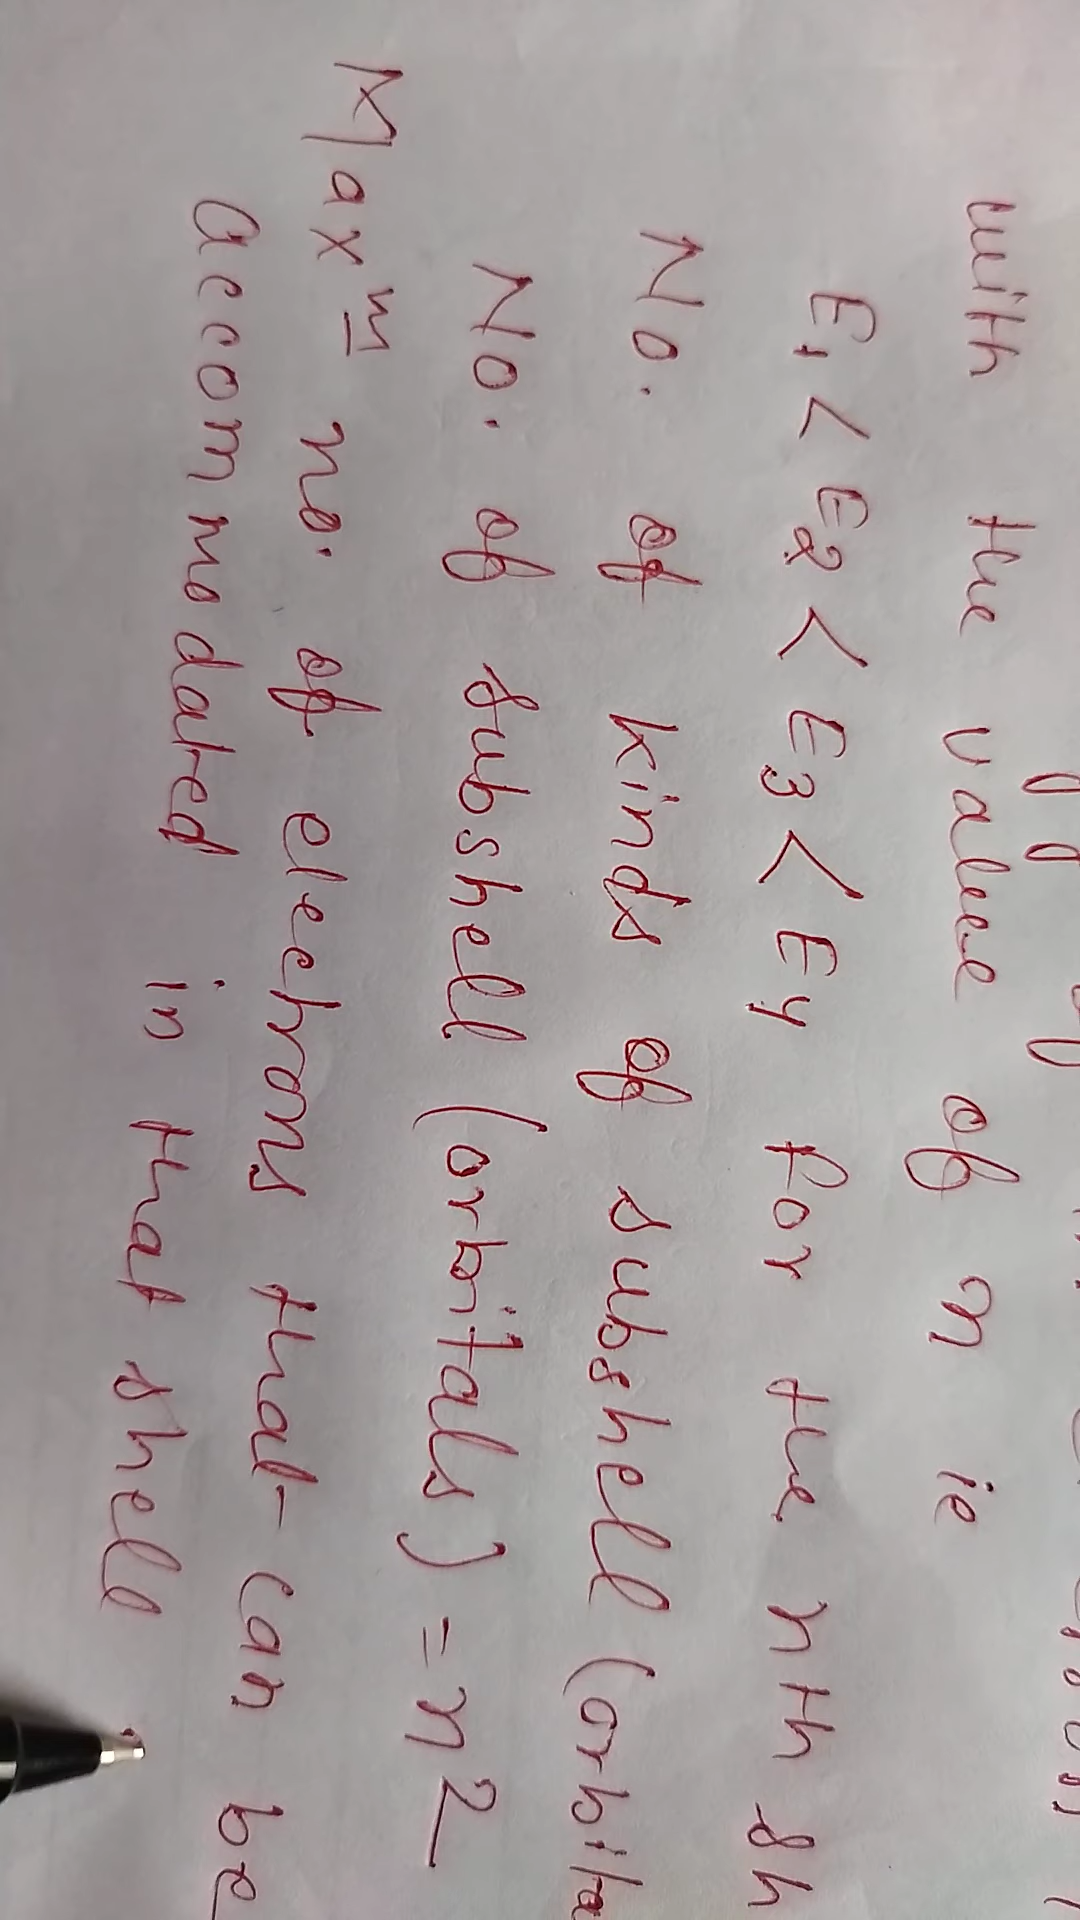 with the value of n ie
E1 < E2 < E3 < E4 for the nth sh
No. of kinds of subshell (orbita
No. of subshell (orbitals) = n2
Maxm no. of electrons that can be
accommodated in that shell